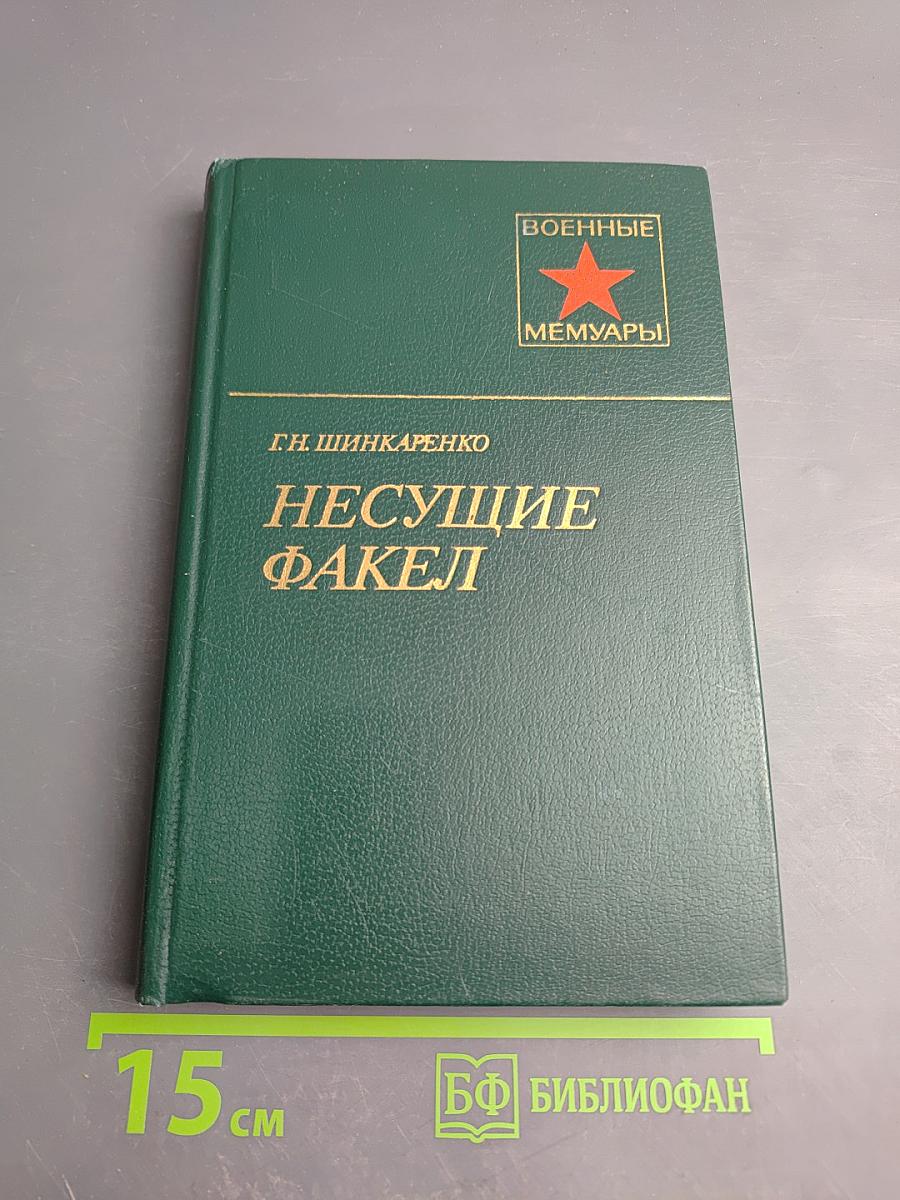 ВОЕННЫЕ
МЕМУАРЫ
Г. Н. ШИНКАРЕНКО
НЕСУЩИЕ
ФАКЕЛ
15 см
БФ БИБЛИОФАН